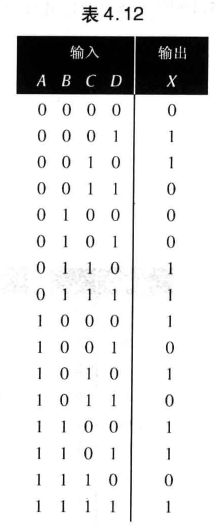 表 4.12
输入 输出
A B C D X
0 0 0 0 0
0 0 0 1 1
0 0 1 0 1
0 0 1 1 0
0 1 0 0 0
0 1 0 1 0
0 1 1 0 1
0 1 1 1 1
1 0 0 0 1
1 0 0 1 0
1 0 1 0 1
1 0 1 1 0
1 1 0 0 1
1 1 0 1 1
1 1 1 0 0
1 1 1 1 1